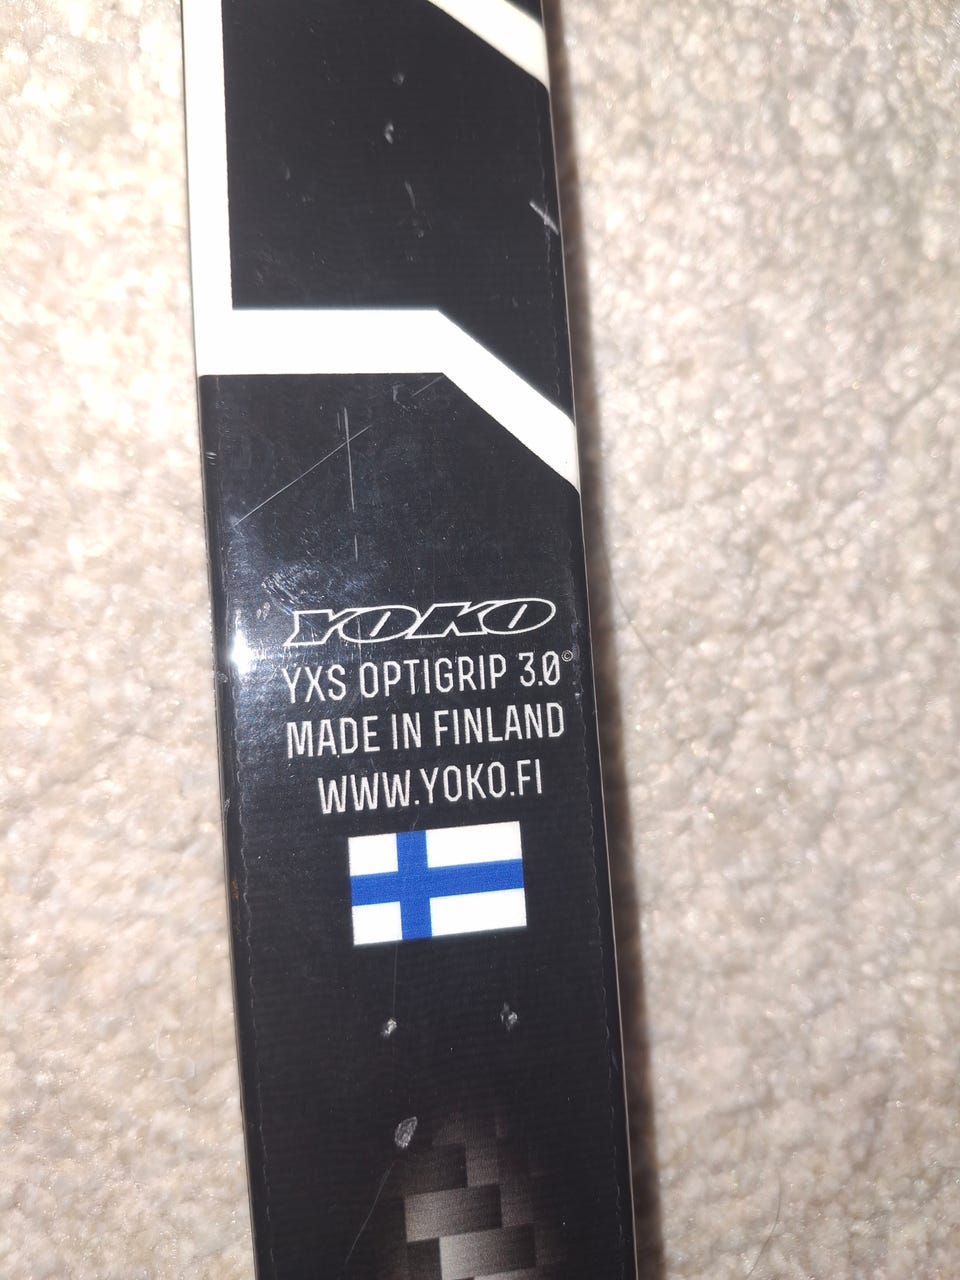 YOKO
YXS OPTIGRIP 3.0©
MADE IN FINLAND
WWW.YOKO.FI